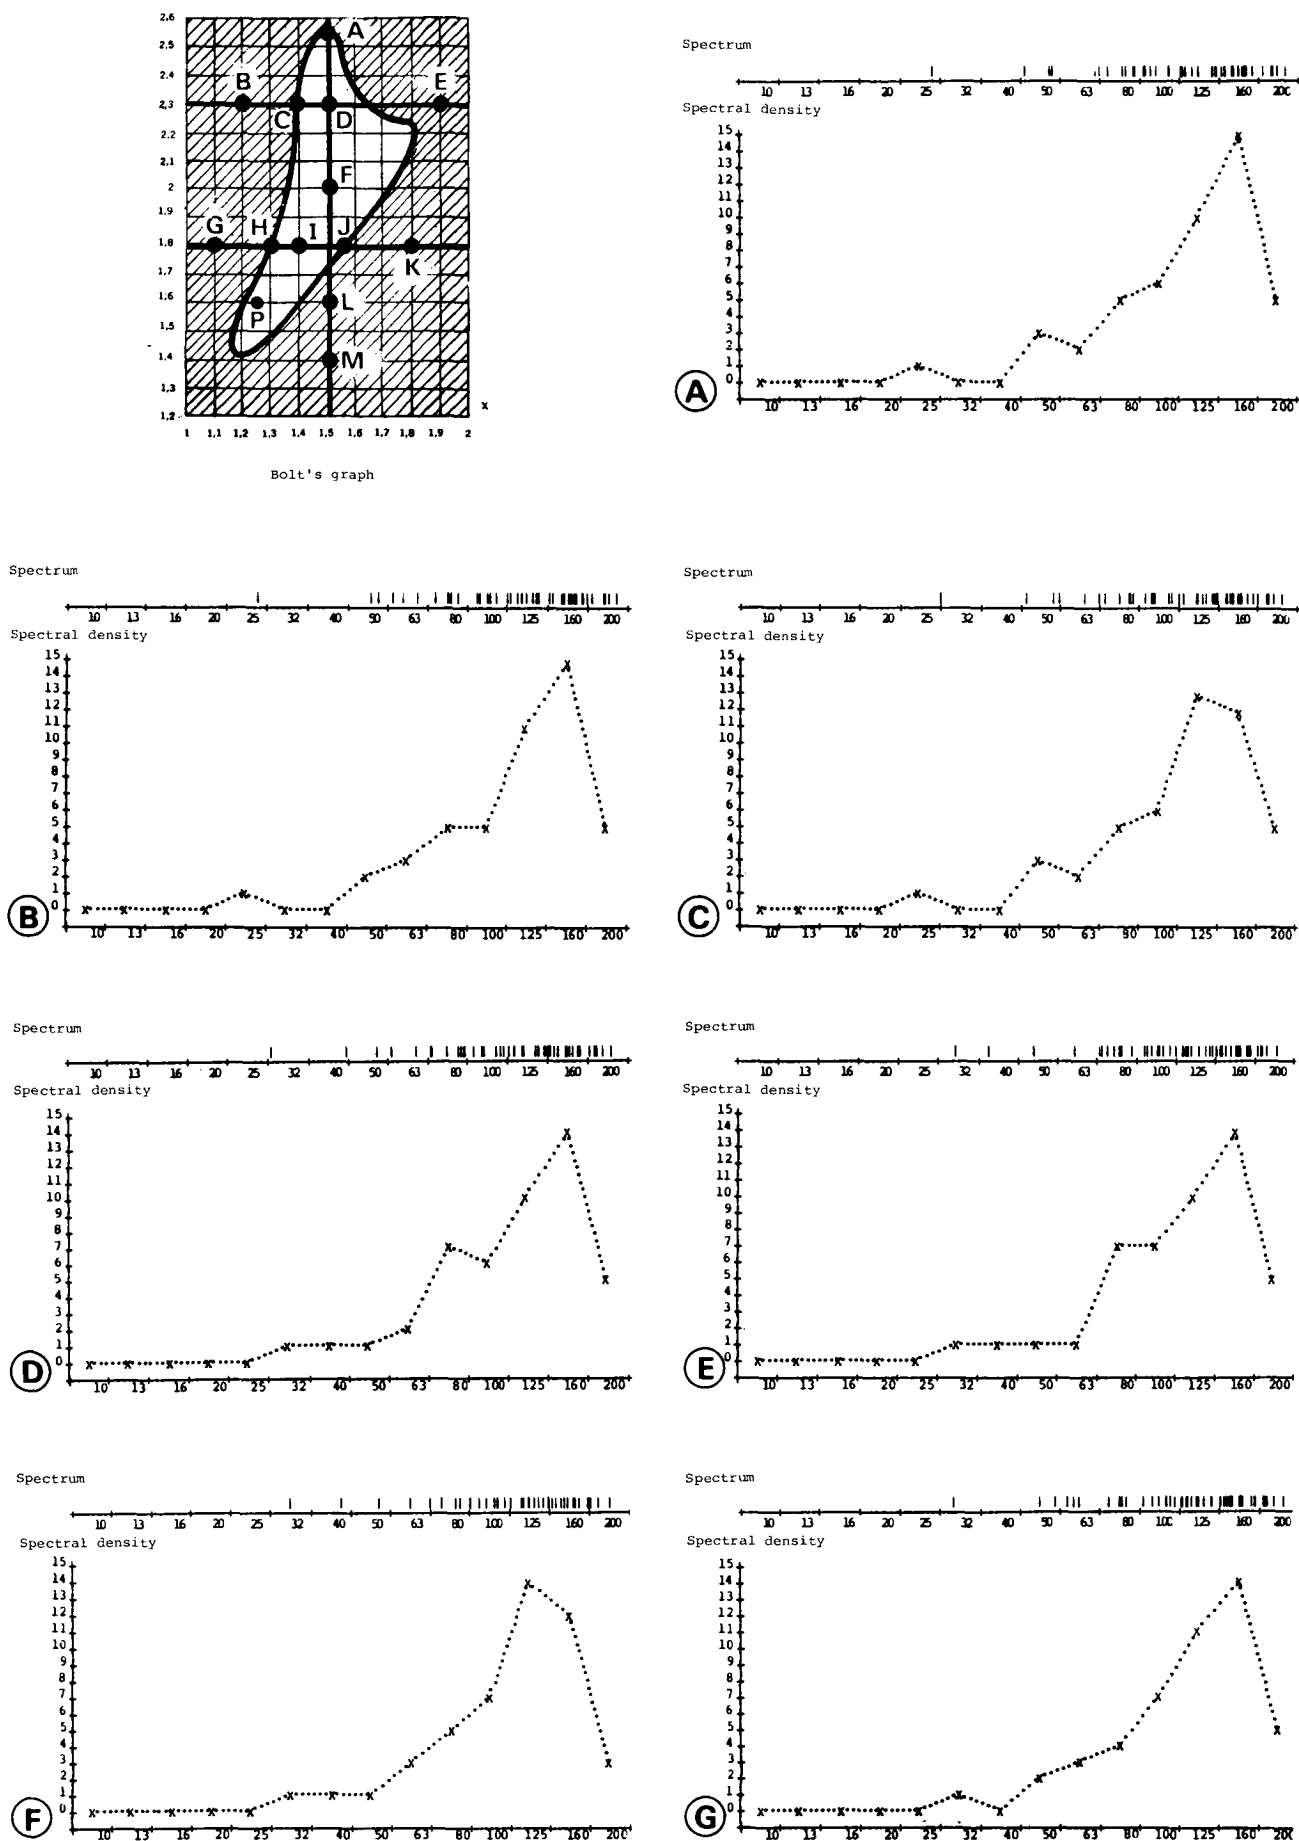 2.6
2.5
2.4
2,3
2,2
2,1
2
1.9
1.8
1.7
1.6
1,5
1.4
1,3
1,2
A
B
E
C
D
F
G
H
I
J
K
P
L
M
x
1 1,1 1,2 1,3 1,4 1,5 1,6 1,7 1,8 1,9 2
Bolt's graph
Spectrum
10 13 16 20 25 32 40 50 63 80 100 125 160 200
Spectral density
15
14
13
12
11
10
9
8
7
6
5
4
3
2
1
0
A
10 13 16 20 25 32 40 50 63 80 100 125 160 200
Spectrum
10 13 16 20 25 32 40 50 63 80 100 125 160 200
Spectral density
15
14
13
12
11
10
9
8
7
6
5
4
3
2
1
0
B
10 13 16 20 25 32 40 50 63 80 100 125 160 200
Spectrum
10 13 16 20 25 32 40 50 63 80 100 125 160 200
Spectral density
15
14
13
12
11
10
9
8
7
6
5
4
3
2
1
0
C
10 13 16 20 25 32 40 50 63 90 100 125 160 200
Spectrum
10 13 16 20 25 32 40 50 63 80 100 125 160 200
Spectral density
15
14
13
12
11
10
9
8
7
6
5
4
3
2
1
0
D
10 13 16 20 25 32 40 50 63 80 100 125 160 200
Spectrum
10 13 16 20 25 32 40 50 63 80 100 125 160 200
Spectral density
15
14
13
12
11
10
9
8
7
6
5
4
3
2
1
0
E
10 13 16 20 25 32 40 50 63 80 100 125 160 200
Spectrum
10 13 16 20 25 32 40 50 63 80 100 125 160 200
Spectral density
15
14
13
12
11
10
9
8
7
6
5
4
3
2
1
0
F
10 13 16 20 25 32 40 50 63 80 100 125 160 200
Spectrum
10 13 16 20 25 32 40 50 63 80 100 125 160 200
Spectral density
15
14
13
12
11
10
9
8
7
6
5
4
3
2
1
0
G
10 13 16 20 25 32 40 50 63 80 100 125 160 200